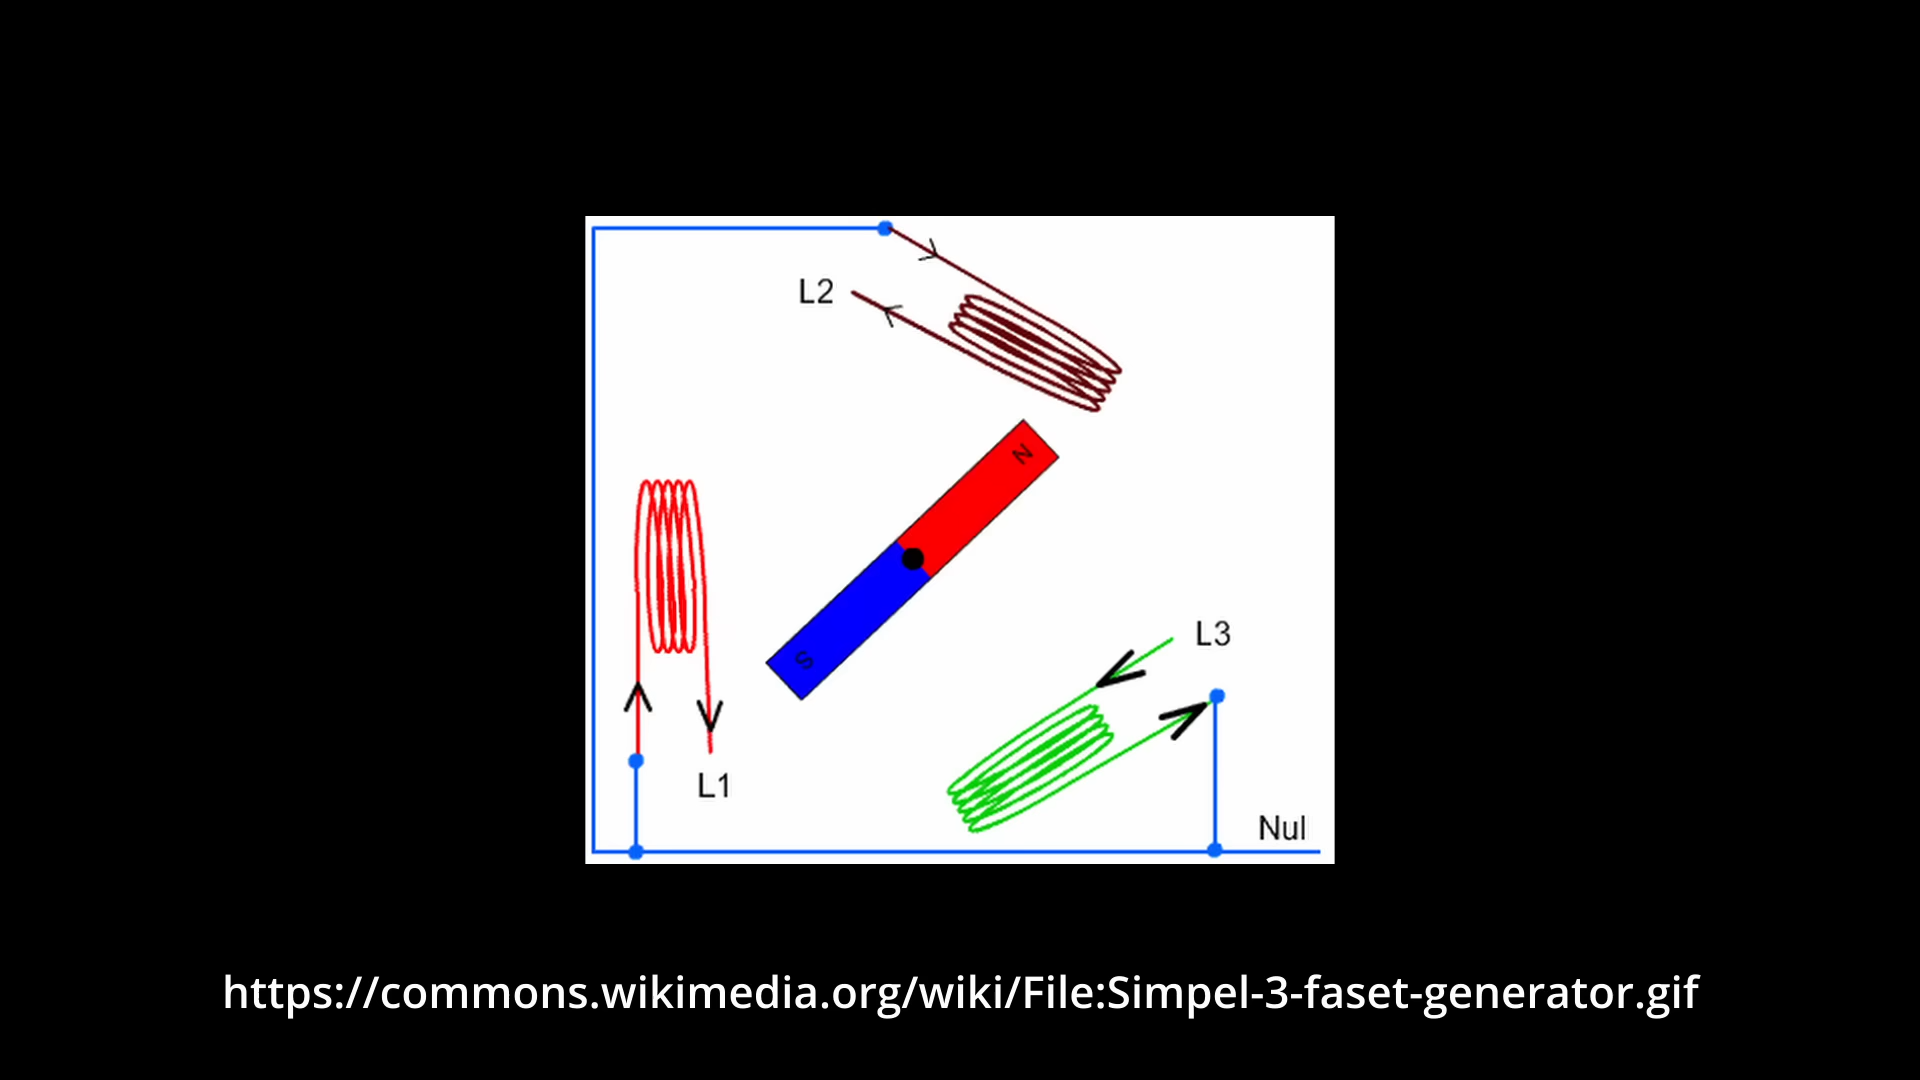 L2
N
S
L3
L1
Nul
https://commons.wikimedia.org/wiki/File:Simpel-3-faset-generator.gif